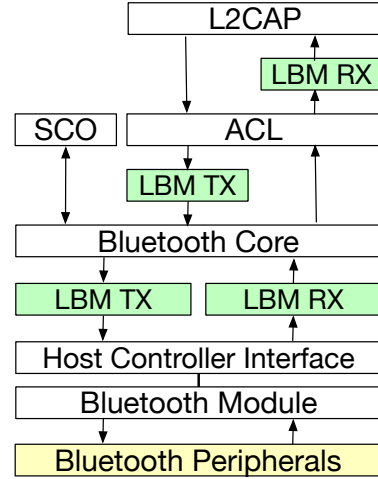 L2CAP
LBM RX
SCO
ACL
LBM TX
Bluetooth Core
LBM TX
LBM RX
Host Controller Interface
Bluetooth Module
Bluetooth Peripherals